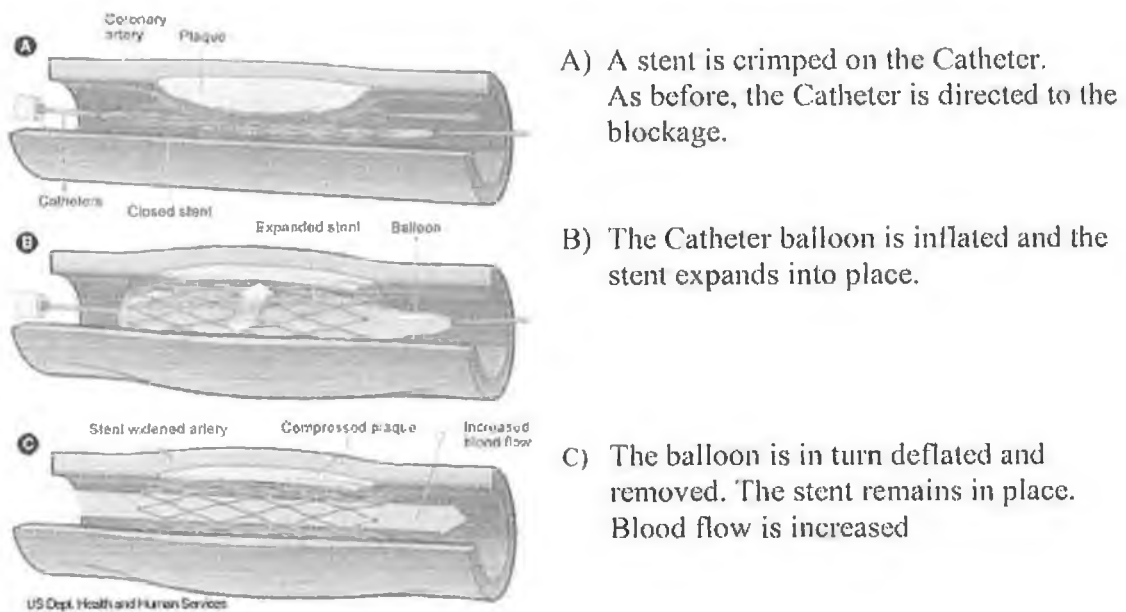 Coronary
artery Plaque
A
A) A stent is crimped on the Catheter.
As before, the Catheter is directed to the
blockage.
Catheters
Closed stent
Expanded stent Balloon
B
B) The Catheter balloon is inflated and the
stent expands into place.
Stent widened artery Compressed plaque Increased
blood flow
C
C) The balloon is in turn deflated and
removed. The stent remains in place.
Blood flow is increased
US Dept. Health and Human Services